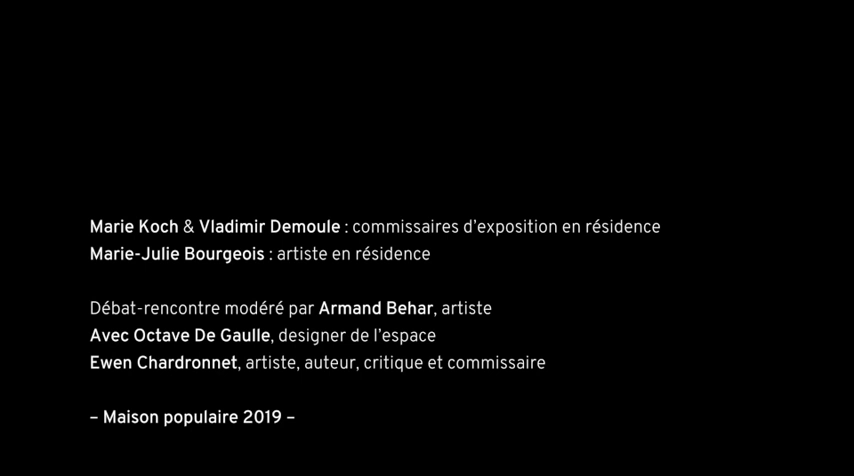 Marie Koch & Vladimir Demoule : commissaires d'exposition en résidence
Marie-Julie Bourgeois : artiste en résidence
Débat-rencontre modéré par Armand Behar, artiste
Avec Octave De Gaulle, designer de l'espace
Ewen Chardronnet, artiste, auteur, critique et commissaire
– Maison populaire 2019 –